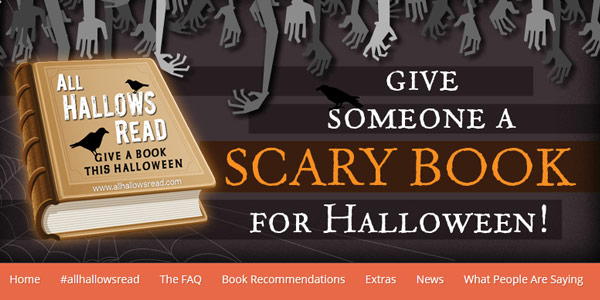 ALL
HALLOWS
READ
GIVE A BOOK
THIS HALLOWEEN
www.allhallowsread.com
GIVE
SOMEONE A
SCARY BOOK
FOR HALLOWEEN!
Home #allhallowsread The FAQ Book Recommendations Extras News What People Are Saying